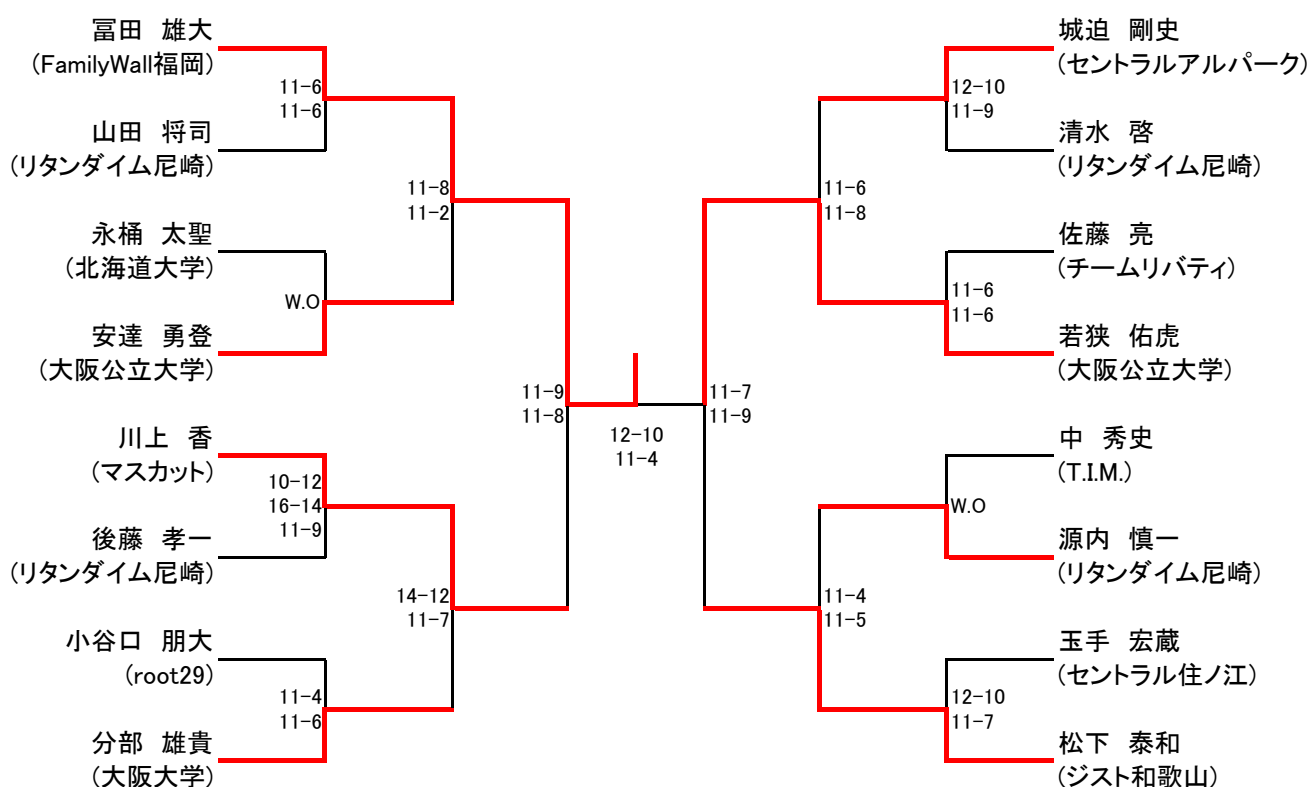 冨田 雄大
(FamilyWall福岡)
11-6
11-6
山田 将司
(リタンダイム尼崎)
11-8
11-2
永桶 太聖
(北海道大学)
W.O
安達 勇登
(大阪公立大学)
11-9
11-8
川上 香
(マスカット)
10-12
16-14
11-9
後藤 孝一
(リタンダイム尼崎)
14-12
11-7
小谷口 朋大
(root29)
11-4
11-6
分部 雄貴
(大阪大学)
12-10
11-4
城迫 剛史
(セントラルアルパーク)
12-10
11-9
清水 啓
(リタンダイム尼崎)
11-6
11-8
佐藤 亮
(チームリバティ)
11-6
11-6
若狭 佑虎
(大阪公立大学)
11-7
11-9
中 秀史
(T.I.M.)
W.O
源内 慎一
(リタンダイム尼崎)
11-4
11-5
玉手 宏蔵
(セントラル住ノ江)
12-10
11-7
松下 泰和
(ジスト和歌山)